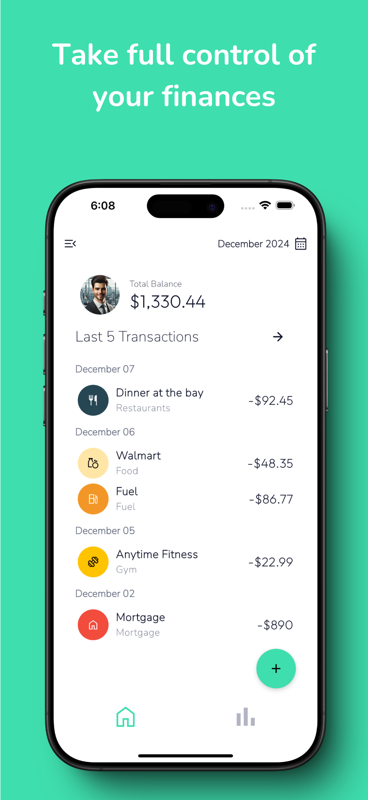 Take full control of
your finances
6:08
December 2024
Total Balance
$1,330.44
Last 5 Transactions
December 07
Dinner at the bay
-$92.45
Restaurants
December 06
Walmart
-$48.35
Food
Fuel
-$86.77
Fuel
December 05
Anytime Fitness
-$22.99
Gym
December 02
Mortgage
-$890
Mortgage
+